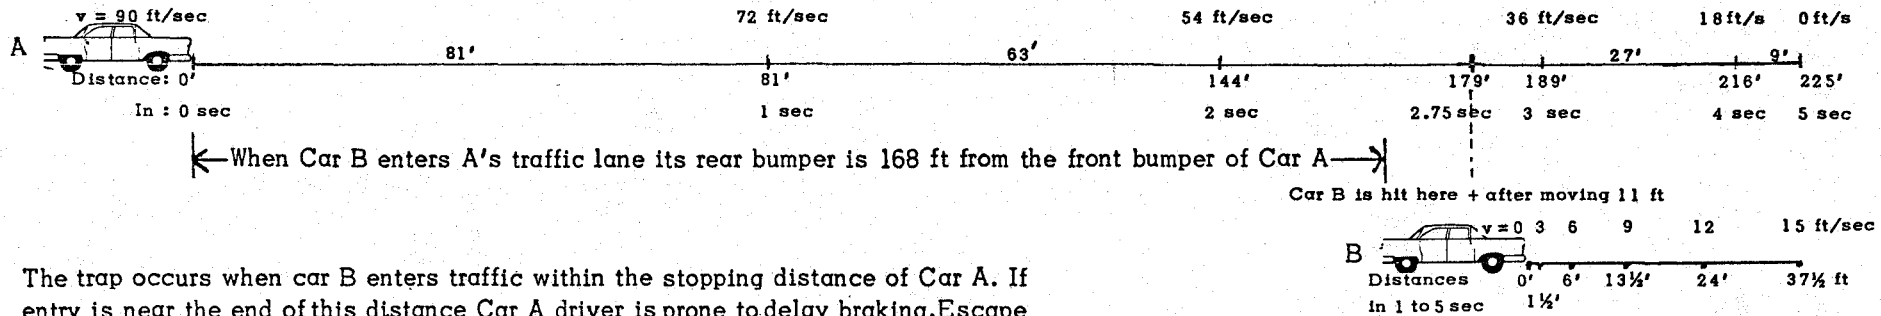 v = 90 ft/sec 72 ft/sec 54 ft/sec 36 ft/sec 18ft/s 0ft/s
A
81' 63' 27' 9'
Distance: 0' 81' 144' 179' 189' 216' 225'
In : 0 sec 1 sec 2 sec 2.75 sec 3 sec 4 sec 5 sec
When Car B enters A's traffic lane its rear bumper is 168 ft from the front bumper of Car A
Car B is hit here + after moving 11 ft
v = 0 3 6 9 12 15 ft/sec
B
Distances 0' 6' 13½' 24' 37½ ft
in 1 to 5 sec 1½'
The trap occurs when car B enters traffic within the stopping distance of Car A. If
entry is near the end of this distance Car A driver is prone to delay braking. Escape